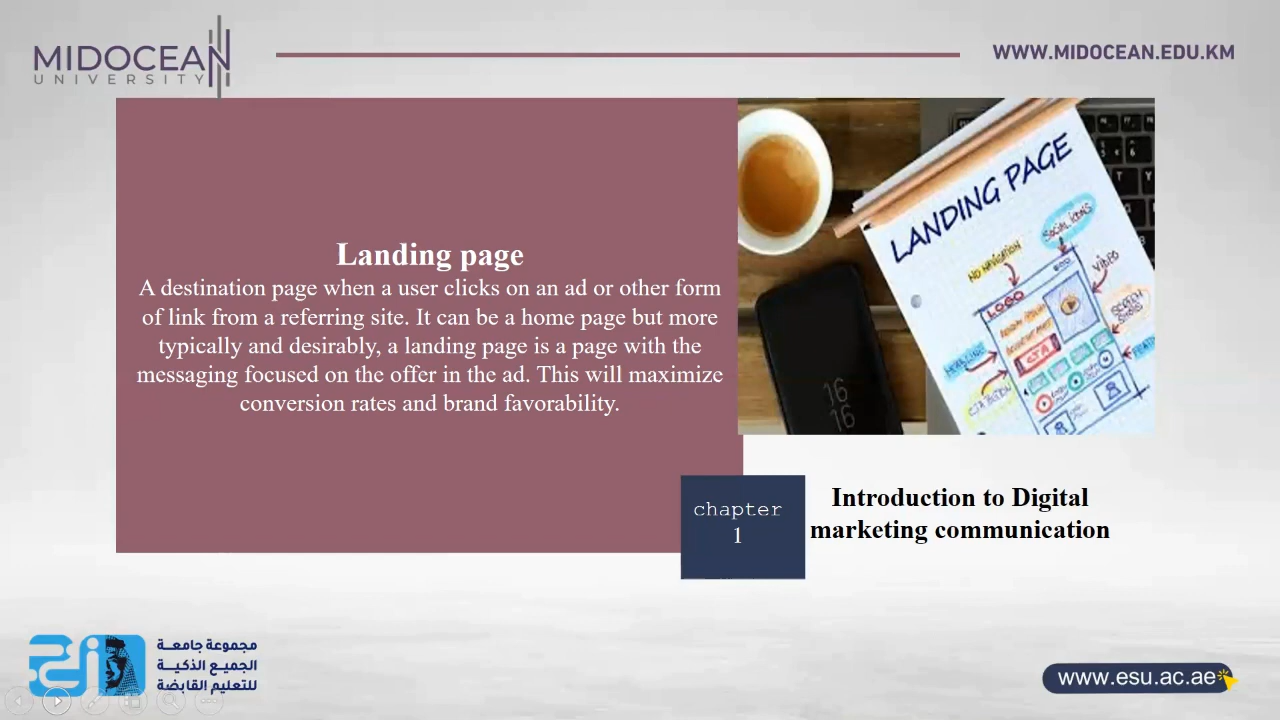 MIDOCEAN
UNIVERSITY
WWW.MIDOCEAN.EDU.KM
Landing page
A destination page when a user clicks on an ad or other form
of link from a referring site. It can be a home page but more
typically and desirably, a landing page is a page with the
messaging focused on the offer in the ad. This will maximize
conversion rates and brand favorability.
LANDING PAGE
SOCIAL ICONS
NO NAVIGATION
VIDEO
LOGO
CTA
16
16
chapter
1
Introduction to Digital
marketing communication
مجموعة جامعة
الجميع الذكية
للتعليم القابضة
www.esu.ac.ae